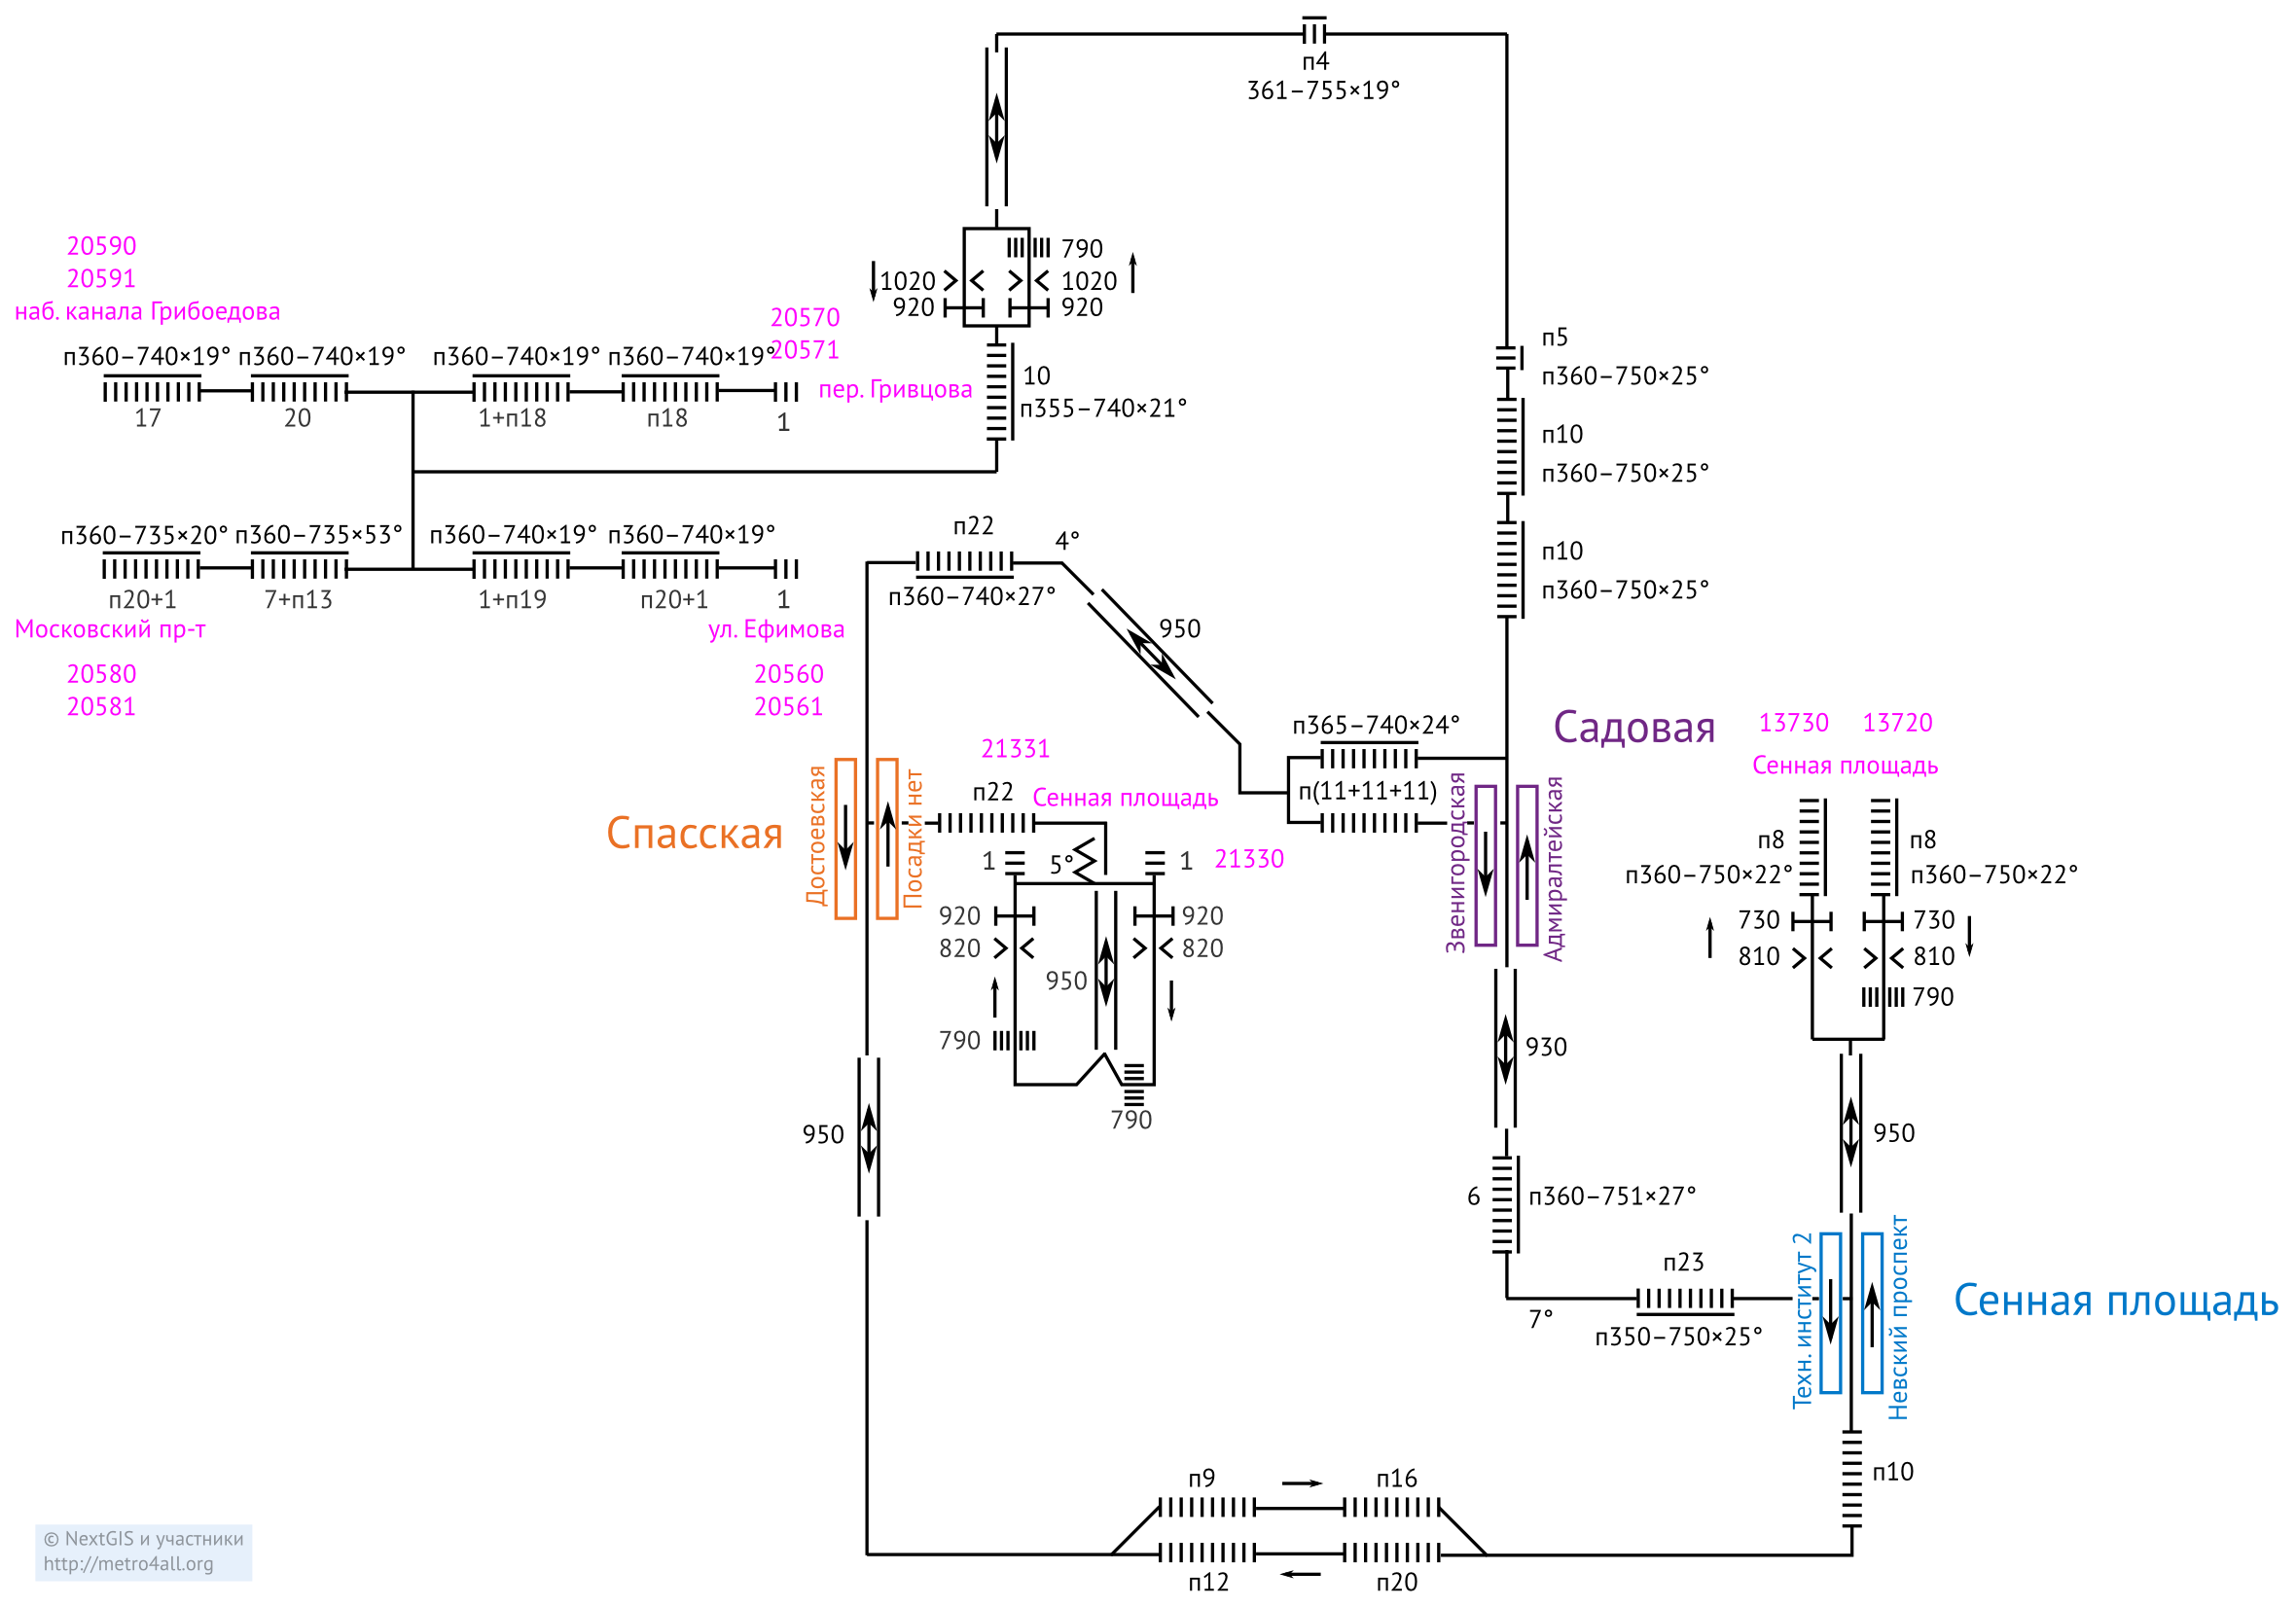 п4
361–755×19°
20590
20591
наб. канала Грибоедова
790
1020
1020
920
920
20570
20571
п360–740×19°
п360–740×19°
п360–740×19°
п360–740×19°
пер. Гривцова
17
20
1+п18
п18
1
10
п355–740×21°
п5
п360–750×25°
п10
п360–750×25°
п10
п360–750×25°
п360–735×20°
п360–735×53°
п360–740×19°
п360–740×19°
п20+1
7+п13
1+п19
п20+1
1
Московский пр-т
ул. Ефимова
20580
20581
20560
20561
п22
4°
п360–740×27°
950
п365–740×24°
п(11+11+11)
Садовая
Звенигородская
Адмиралтейская
Спасская
Достоевская
Посадки нет
21331
п22
Сенная площадь
1
5°
1
21330
920
920
820
820
950
790
790
13730
13720
Сенная площадь
п8
п8
п360–750×22°
п360–750×22°
730
730
810
810
790
930
950
950
6
п360–751×27°
п23
7°
п350–750×25°
Техн. институт 2
Невский проспект
Сенная площадь
п10
п9
п16
п12
п20
© NextGIS и участники
http://metro4all.org